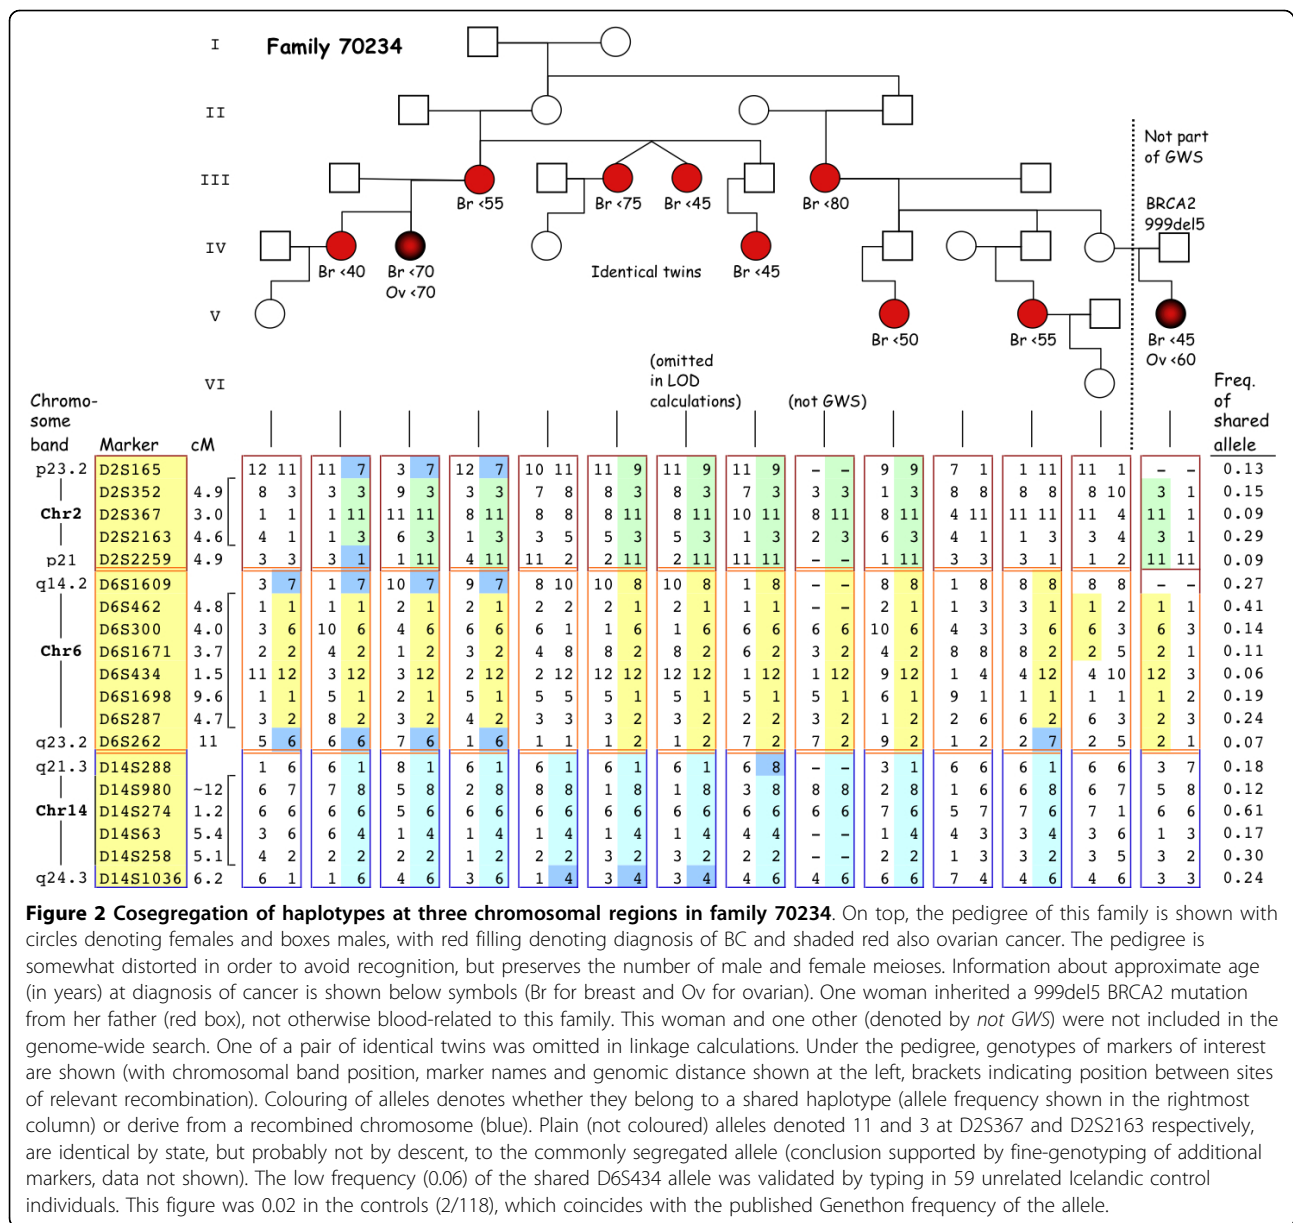 I
Family 70234
II
Not part
of GWS
III
Br <55
Br <75
Br <45
Br <80
BRCA2
999del5
IV
Br <40
Br <70
Ov <70
Identical twins
Br <45
V
Br <50
Br <55
Br <45
Ov <60
VI
(omitted
in LOD
calculations)
(not GWS)
Chromo-
some
band
Marker
cM
Freq.
of
shared
allele
p23.2 D2S165 12 11 11 7 3 7 12 7 10 11 11 9 11 9 11 9 – – 9 9 7 1 1 11 11 1 – – 0.13
D2S352 4.9 8 3 3 3 9 3 3 3 7 8 8 3 8 3 7 3 3 3 1 3 8 8 8 8 8 10 3 1 0.15
Chr2 D2S367 3.0 1 1 1 11 11 11 8 11 8 8 8 11 8 11 10 11 8 11 8 11 4 11 11 11 11 4 11 1 0.09
D2S2163 4.6 4 1 1 3 6 3 1 3 3 5 5 3 5 3 1 3 2 3 6 3 4 1 1 3 3 4 3 1 0.29
p21 D2S2259 4.9 3 3 3 1 1 11 4 11 11 2 2 11 2 11 11 11 1 11 3 3 3 1 1 2 11 11 0.09
q14.2 D6S1609 3 7 1 7 10 7 9 7 8 10 10 8 10 8 1 8 – – 8 8 1 8 8 8 8 8 – – 0.27
D6S462 4.8 1 1 1 1 2 1 2 1 2 2 2 1 2 1 1 1 – – 2 1 1 3 3 1 1 2 1 1 0.41
D6S300 4.0 3 6 10 6 4 6 6 6 6 1 1 6 1 6 6 6 6 6 10 6 4 3 3 6 6 3 6 3 0.14
Chr6 D6S1671 3.7 2 2 4 2 1 2 3 2 4 8 8 2 8 2 6 2 3 2 4 2 8 8 8 2 2 5 2 1 0.11
D6S434 1.5 11 12 3 12 3 12 2 12 2 12 12 12 12 12 1 12 1 12 9 12 1 4 4 12 4 10 12 3 0.06
D6S1698 9.6 1 1 5 1 2 1 5 1 5 5 5 1 5 1 5 1 5 1 6 1 9 1 1 1 1 1 1 2 0.19
D6S287 4.7 3 2 8 2 3 2 4 2 3 3 3 2 3 2 2 2 3 2 1 2 2 6 6 2 6 3 2 3 0.24
q23.2 D6S262 11 5 6 6 6 7 6 1 6 1 1 1 2 1 2 7 2 7 2 9 2 1 2 2 7 2 5 2 1 0.07
q21.3 D14S288 1 6 6 1 8 1 6 1 6 1 6 1 6 1 6 8 – – 3 1 6 6 6 1 6 6 3 7 0.18
D14S980 ~12 6 7 7 8 5 8 2 8 8 8 1 8 1 8 3 8 8 8 2 8 1 6 6 8 6 7 5 8 0.12
Chr14 D14S274 1.2 6 6 6 6 6 6 6 6 6 6 6 6 6 6 6 6 6 6 7 6 5 7 7 6 7 1 6 6 0.61
D14S63 5.4 3 6 6 4 1 4 1 4 1 4 1 4 1 4 4 4 – – 1 4 4 3 3 4 3 6 1 3 0.17
D14S258 5.1 4 2 2 2 2 2 1 2 2 2 3 2 3 2 2 2 – – 2 2 1 3 3 2 3 5 3 2 0.30
q24.3 D14S1036 6.2 6 1 1 6 4 6 3 6 1 4 3 4 3 4 4 6 4 6 6 6 7 4 4 6 4 6 3 3 0.24
Figure 2 Cosegregation of haplotypes at three chromosomal regions in family 70234. On top, the pedigree of this family is shown with
circles denoting females and boxes males, with red filling denoting diagnosis of BC and shaded red also ovarian cancer. The pedigree is
somewhat distorted in order to avoid recognition, but preserves the number of male and female meioses. Information about approximate age
(in years) at diagnosis of cancer is shown below symbols (Br for breast and Ov for ovarian). One woman inherited a 999del5 BRCA2 mutation
from her father (red box), not otherwise blood-related to this family. This woman and one other (denoted by not GWS) were not included in the
genome-wide search. One of a pair of identical twins was omitted in linkage calculations. Under the pedigree, genotypes of markers of interest
are shown (with chromosomal band position, marker names and genomic distance shown at the left, brackets indicating position between sites
of relevant recombination). Colouring of alleles denotes whether they belong to a shared haplotype (allele frequency shown in the rightmost
column) or derive from a recombined chromosome (blue). Plain (not coloured) alleles denoted 11 and 3 at D2S367 and D2S2163 respectively,
are identical by state, but probably not by descent, to the commonly segregated allele (conclusion supported by fine-genotyping of additional
markers, data not shown). The low frequency (0.06) of the shared D6S434 allele was validated by typing in 59 unrelated Icelandic control
individuals. This figure was 0.02 in the controls (2/118), which coincides with the published Genethon frequency of the allele.